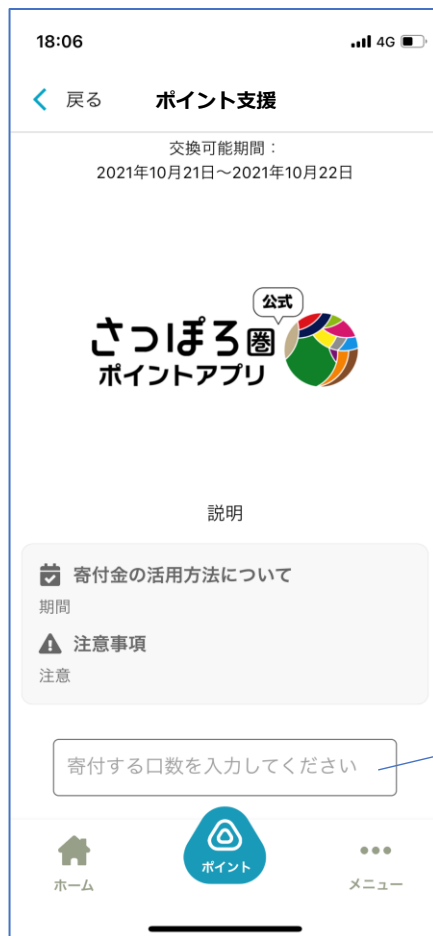 18:06
4G
戻る ポイント支援
交換可能期間：
2021年10月21日～2021年10月22日
公式
さっぽろ圏
ポイントアプリ
説明
寄付金の活用方法について
期間
注意事項
注意
寄付する口数を入力してください
ホーム
ポイント
メニュー